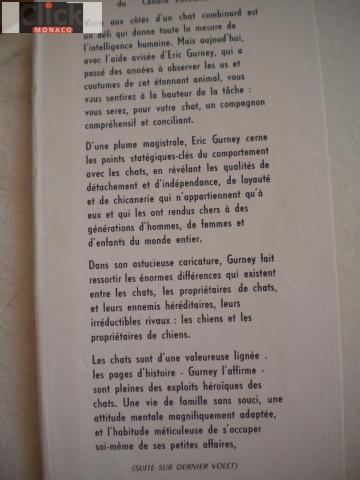 Click
MONACO
du "Canard
Vivre aux côtés d'un chat combinard est
un défi qui donne toute la mesure de
l'intelligence humaine. Mais aujourd'hui,
avec l'aide avisée d'Eric Gurney, qui a
passé des années à observer les us et
coutumes de cet étonnant animal, vous
vous sentirez à la hauteur de la tâche :
vous serez, pour votre chat, un compagnon
compréhensif et conciliant.
D'une plume magistrale, Eric Gurney cerne
les points statégiques-clés du comportement
avec les chats, en révélant les qualités de
détachement et d'indépendance, de loyauté
et de chicanerie qui n'appartiennent qu'à
eux et qui les ont rendus chers à des
générations d'hommes, de femmes et
d'enfants du monde entier.
Dans son astucieuse caricature, Gurney fait
ressortir les énormes différences qui existent
entre les chats, les propriétaires de chats,
et leurs ennemis héréditaires, leurs
irréductibles rivaux : les chiens et les
propriétaires de chiens.
Les chats sont d'une valeureuse lignée .
les pages d'histoire - Gurney l'affirme -
sont pleines des exploits héroïques des
chats. Une vie de famille sans souci, une
attitude mentale magnifiquement adaptée,
et l'habitude méticuleuse de s'occuper
soi-même de ses petites affaires,
(SUITE SUR DERNIER VOLET)